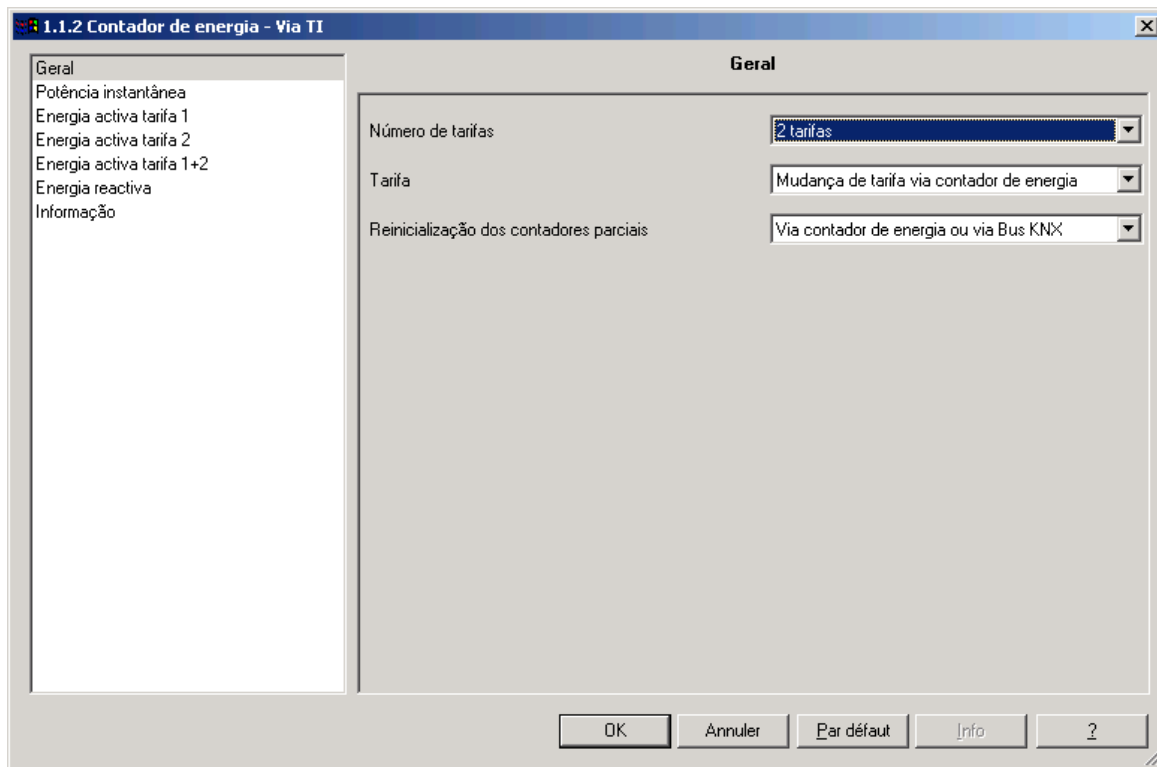 1.1.2 Contador de energia - Via TI
Geral
Potência instantânea
Energia activa tarifa 1
Energia activa tarifa 2
Energia activa tarifa 1+2
Energia reactiva
Informação
Geral
Número de tarifas
2 tarifas
Tarifa
Mudança de tarifa via contador de energia
Reinicialização dos contadores parciais
Via contador de energia ou via Bus KNX
OK
Annuler
Par défaut
Info
?